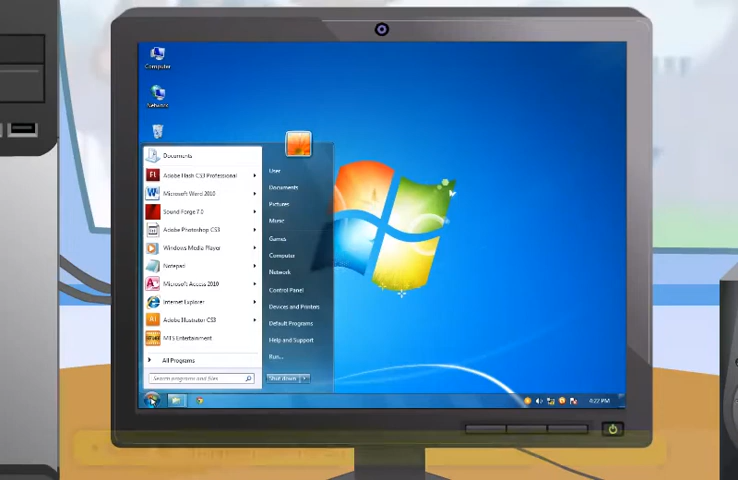 Computer
Network
Documents
Adobe Flash CS3 Professional
Microsoft Word 2010
Sound Forge 7.0
Adobe Photoshop CS3
Windows Media Player
Notepad
Microsoft Access 2010
Internet Explorer
Adobe Illustrator CS3
MTS Entertainment
All Programs
Search programs and files
User
Documents
Pictures
Music
Games
Computer
Network
Control Panel
Devices and Printers
Default Programs
Help and Support
Run...
Shut down
4:22 PM